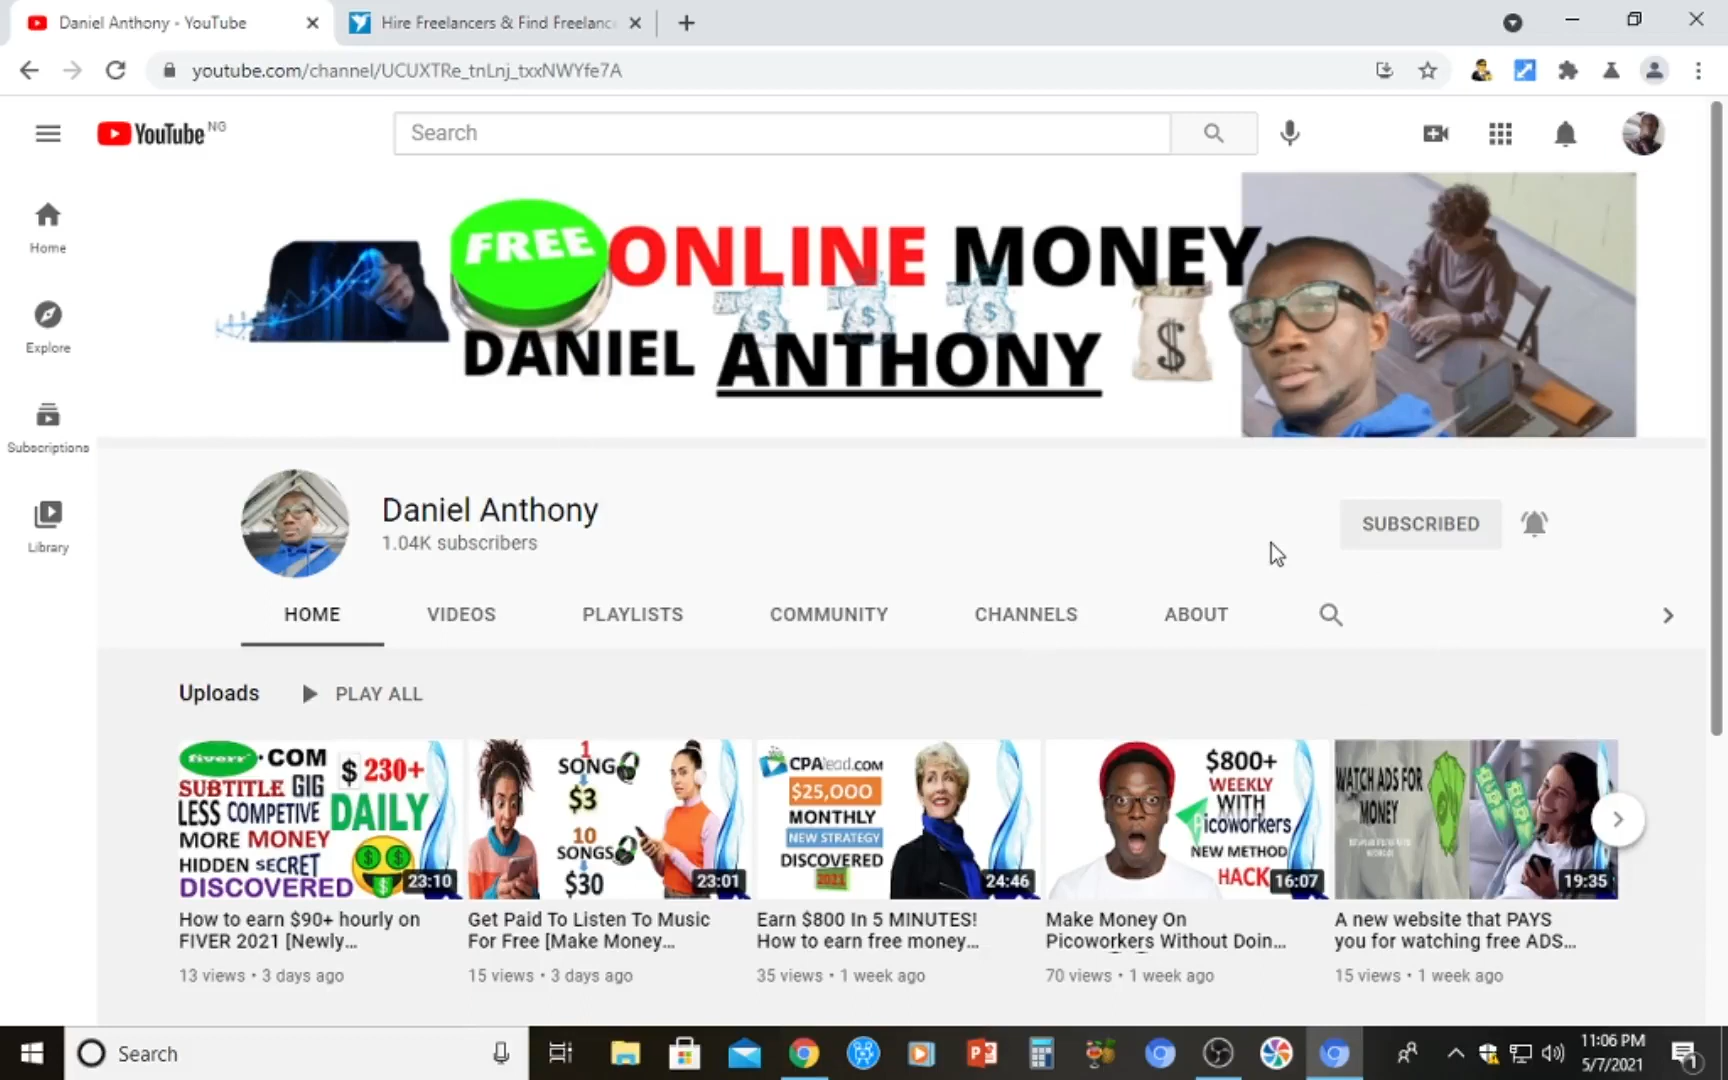 Daniel Anthony - YouTube
Hire Freelancers & Find Freelanc
youtube.com/channel/UCUXTRe_tnLnj_txxNWYfe7A
YouTube NG
Search
Home
Explore
Subscriptions
Library
FREE ONLINE MONEY
DANIEL ANTHONY
Daniel Anthony
1.04K subscribers
SUBSCRIBED
HOME VIDEOS PLAYLISTS COMMUNITY CHANNELS ABOUT
Uploads PLAY ALL
fiverr.COM
SUBTITLE GIG
LESS COMPETIVE
MORE MONEY
HIDDEN SECRET
DISCOVERED
$ 230+
DAILY
23:10
1
SONG
$3
10
SONGS
$30
23:01
CPAlead.COM
$25,000
MONTHLY
NEW STRATEGY
DISCOVERED
2021
24:46
$800+
WEEKLY
WITH
Picoworkers
NEW METHOD
HACK
16:07
WATCH ADS FOR
MONEY
19:35
How to earn $90+ hourly on
FIVER 2021 [Newly...
13 views • 3 days ago
Get Paid To Listen To Music
For Free [Make Money...
15 views • 3 days ago
Earn $800 In 5 MINUTES!
How to earn free money...
35 views • 1 week ago
Make Money On
Picoworkers Without Doin...
70 views • 1 week ago
A new website that PAYS
you for watching free ADS...
15 views • 1 week ago
Search
11:06 PM
5/7/2021
1